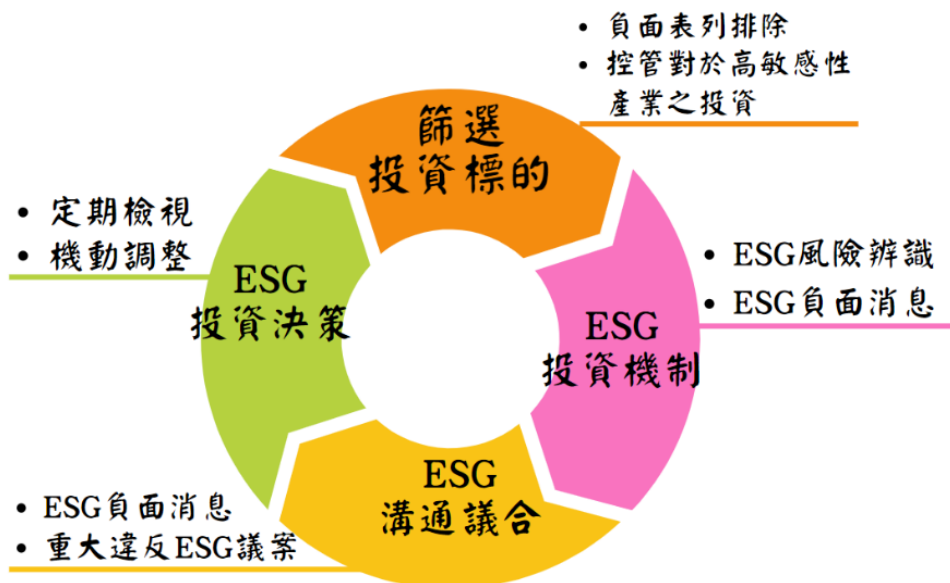 • 負面表列排除
• 控管對於高敏感性
產業之投資
篩選
投資標的
• ESG風險辨識
• ESG負面消息
ESG
投資機制
ESG
溝通議合
• ESG負面消息
• 重大違反ESG議案
ESG
投資決策
• 定期檢視
• 機動調整